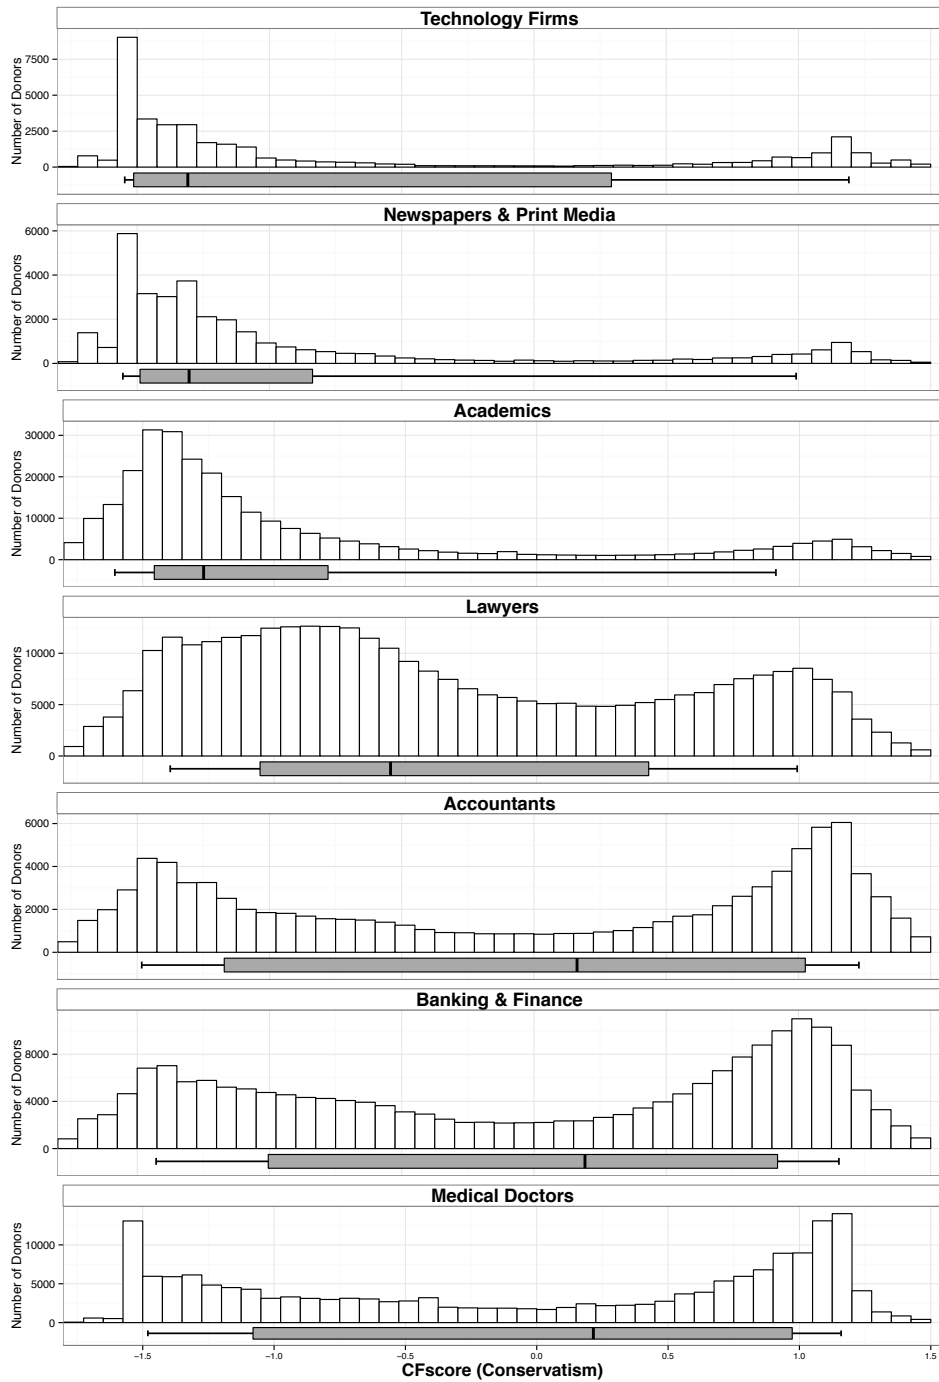 Technology Firms
Number of Donors
7500
5000
2500
0
Newspapers & Print Media
Number of Donors
6000
4000
2000
0
Academics
Number of Donors
30000
20000
10000
0
Lawyers
Number of Donors
10000
5000
0
Accountants
Number of Donors
6000
4000
2000
0
Banking & Finance
Number of Donors
8000
4000
0
Medical Doctors
Number of Donors
10000
5000
0
−1.5 −1.0 −0.5 0.0 0.5 1.0 1.5
CFscore (Conservatism)